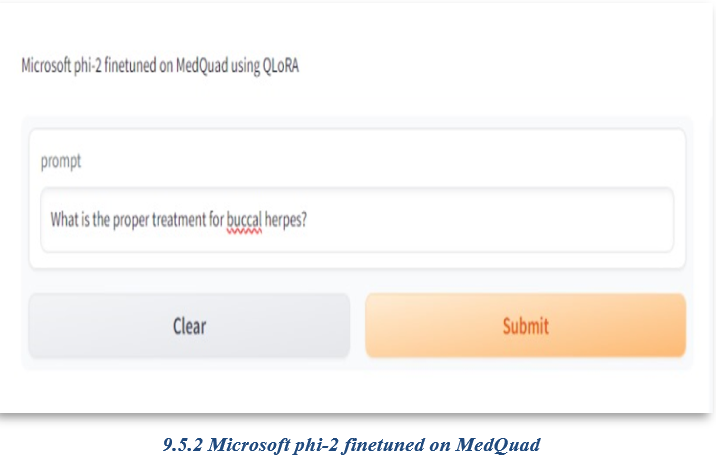 Microsoft phi-2 finetuned on MedQuad using QLoRA
prompt
What is the proper treatment for buccal herpes?
Clear
Submit
9.5.2 Microsoft phi-2 finetuned on MedQuad